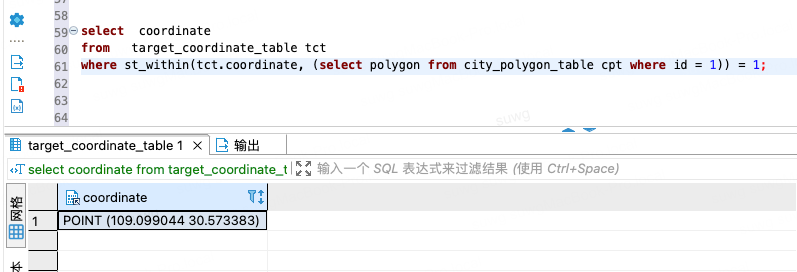 57
58
59 select  coordinate
60 from   target_coordinate_table tct
61 where st_within(tct.coordinate, (select polygon from city_polygon_table cpt where id = 1)) = 1;
62
63
64
suwg
target_coordinate_table 1 输出
select coordinate from target_coordinate_t 输入一个 SQL 表达式来过滤结果 (使用 Ctrl+Space)
网格
coordinate
1 POINT (109.099044 30.573383)
本